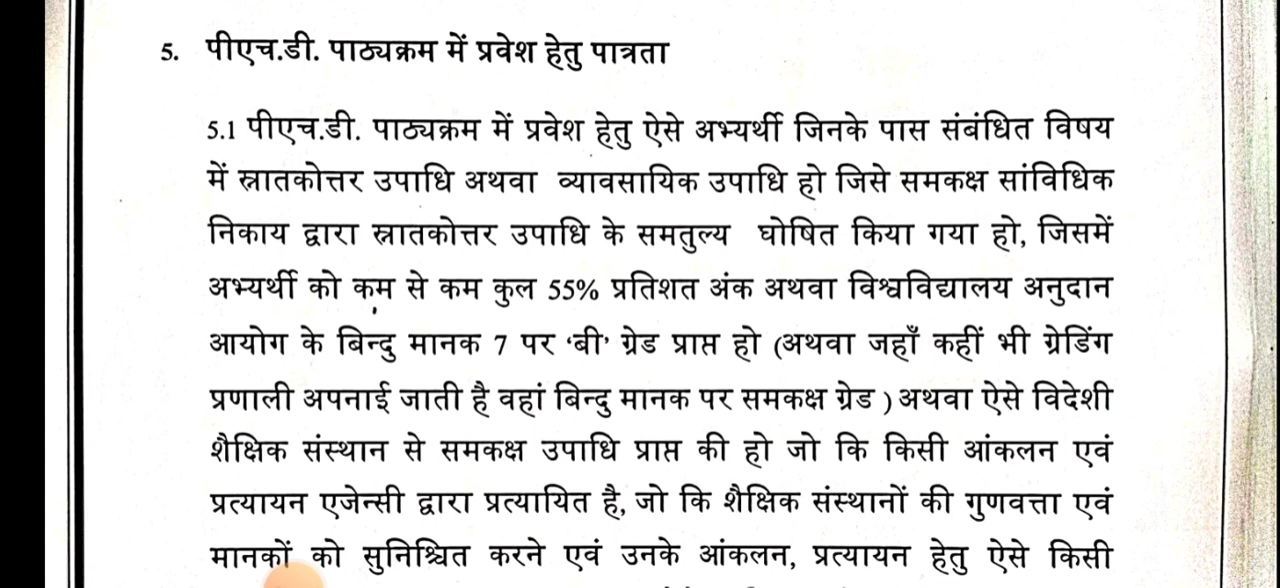 5. पीएच.डी. पाठ्यक्रम में प्रवेश हेतु पात्रता
5.1 पीएच.डी. पाठ्यक्रम में प्रवेश हेतु ऐसे अभ्यर्थी जिनके पास संबंधित विषय
में स्नातकोत्तर उपाधि अथवा व्यावसायिक उपाधि हो जिसे समकक्ष सांविधिक
निकाय द्वारा स्नातकोत्तर उपाधि के समतुल्य घोषित किया गया हो, जिसमें
अभ्यर्थी को कम से कम कुल 55% प्रतिशत अंक अथवा विश्वविद्यालय अनुदान
आयोग के बिन्दु मानक 7 पर ‘बी’ ग्रेड प्राप्त हो (अथवा जहाँ कहीं भी ग्रेडिंग
प्रणाली अपनाई जाती है वहां बिन्दु मानक पर समकक्ष ग्रेड ) अथवा ऐसे विदेशी
शैक्षिक संस्थान से समकक्ष उपाधि प्राप्त की हो जो कि किसी आंकलन एवं
प्रत्यायन एजेन्सी द्वारा प्रत्यायित है, जो कि शैक्षिक संस्थानों की गुणवत्ता एवं
मानकों को सुनिश्चित करने एवं उनके आंकलन, प्रत्यायन हेतु ऐसे किसी